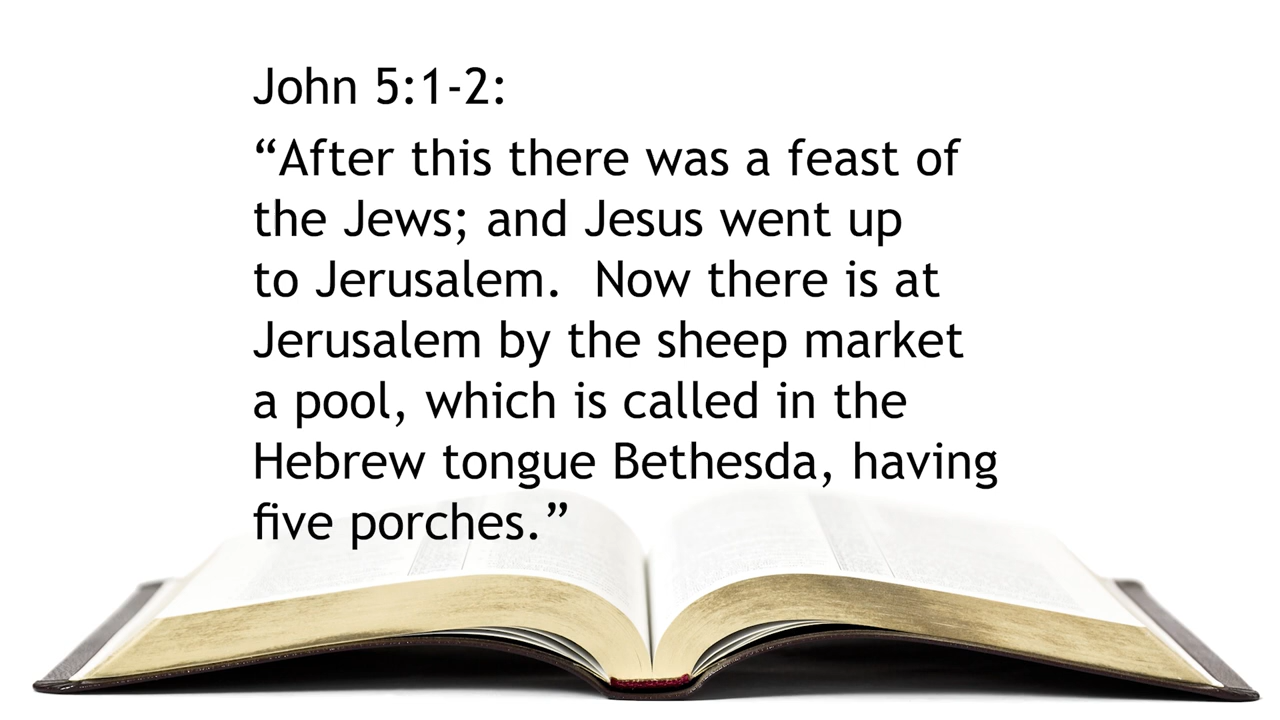 John 5:1-2:
“After this there was a feast of
the Jews; and Jesus went up
to Jerusalem.  Now there is at
Jerusalem by the sheep market
a pool, which is called in the
Hebrew tongue Bethesda, having
five porches.”